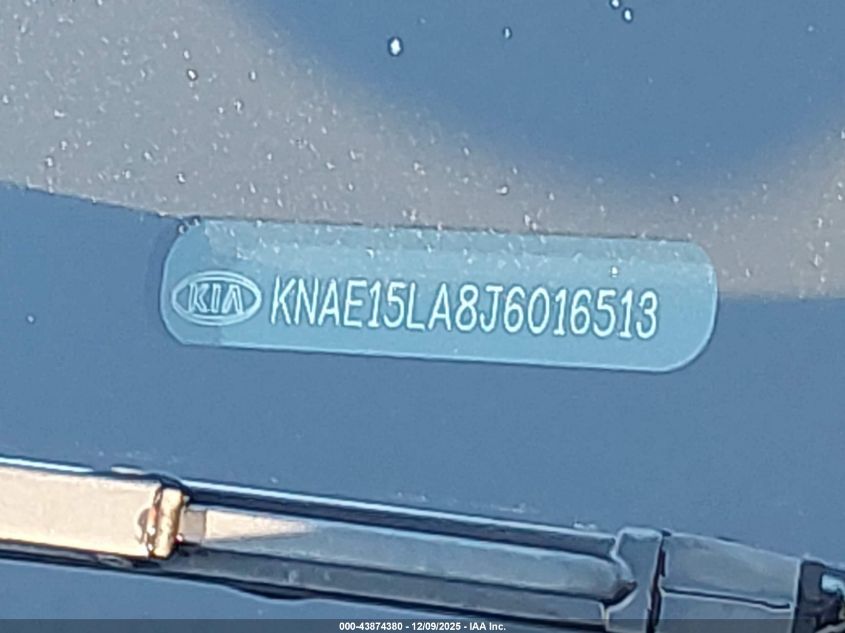 KIA KNAE15LA8J6016513
000-43874380 - 12/09/2025 - IAA Inc.